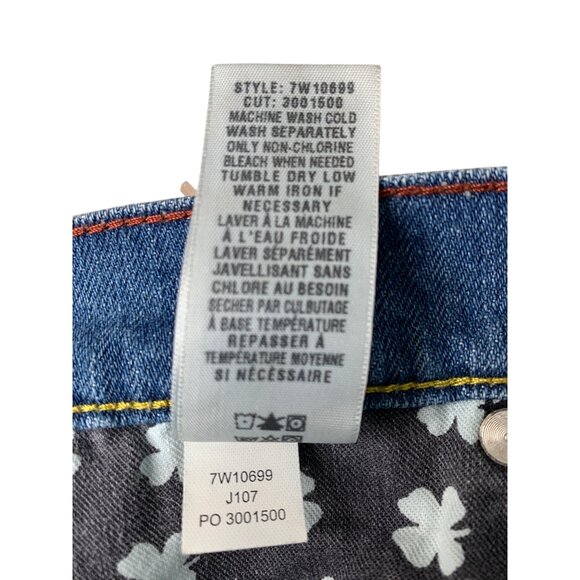 STYLE: 7W10699
CUT: 3001500
MACHINE WASH COLD
WASH SEPARATELY
ONLY NON-CHLORINE
BLEACH WHEN NEEDED
TUMBLE DRY LOW
WARM IRON IF
NECESSARY
LAVER À LA MACHINE
À L'EAU FROIDE
LAVER SÉPARÉMENT
JAVELLISANT SANS
CHLORE AU BESOIN
SECHER PAR CULBUTAGE
À BASE TEMPÉRATURE
REPASSER À
TEMPÉRATURE MOYENNE
SI NÉCESSAIRE
7W10699
J107
PO 3001500